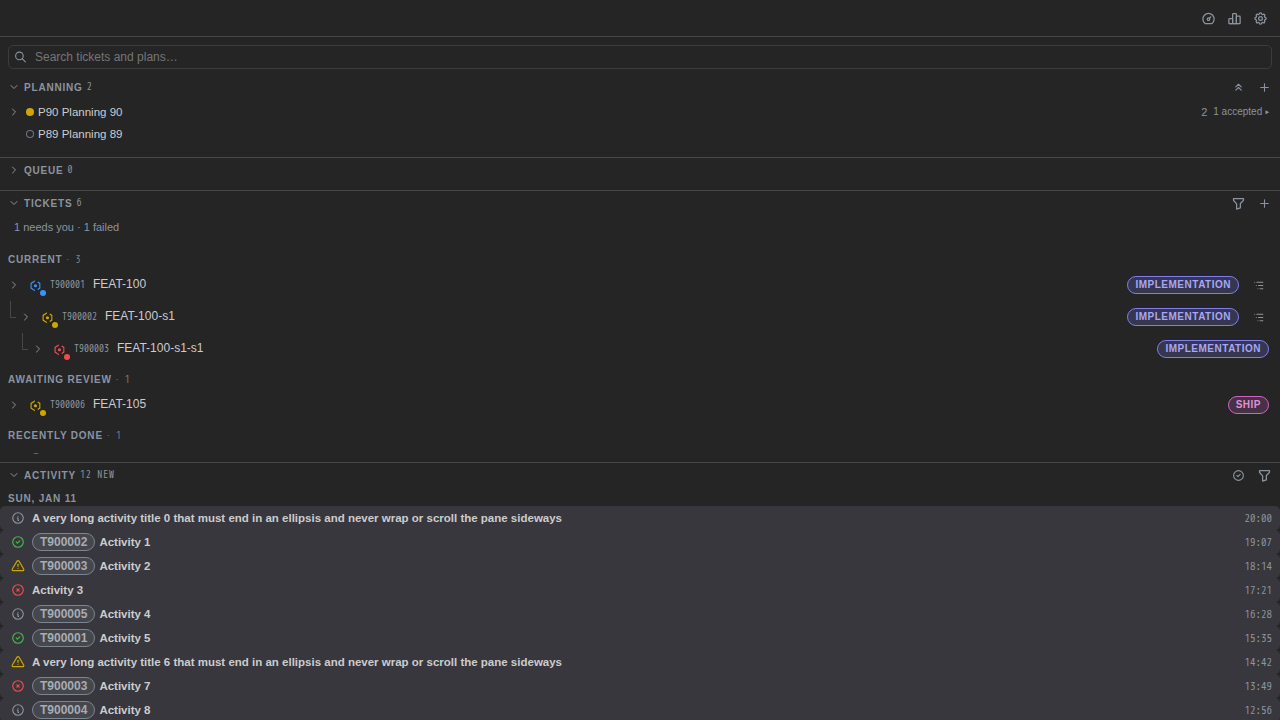 Search tickets and plans…
PLANNING 2
P90 Planning 90 2 1 accepted ▸
P89 Planning 89
QUEUE 0
TICKETS 6
1 needs you · 1 failed
CURRENT · 3
T900001 FEAT-100 IMPLEMENTATION
T900002 FEAT-100-s1 IMPLEMENTATION
T900003 FEAT-100-s1-s1 IMPLEMENTATION
AWAITING REVIEW · 1
T900006 FEAT-105 SHIP
RECENTLY DONE · 1
ACTIVITY 12 NEW
SUN, JAN 11
A very long activity title 0 that must end in an ellipsis and never wrap or scroll the pane sideways 20:00
T900002 Activity 1 19:07
T900003 Activity 2 18:14
Activity 3 17:21
T900005 Activity 4 16:28
T900001 Activity 5 15:35
A very long activity title 6 that must end in an ellipsis and never wrap or scroll the pane sideways 14:42
T900003 Activity 7 13:49
T900004 Activity 8 12:56